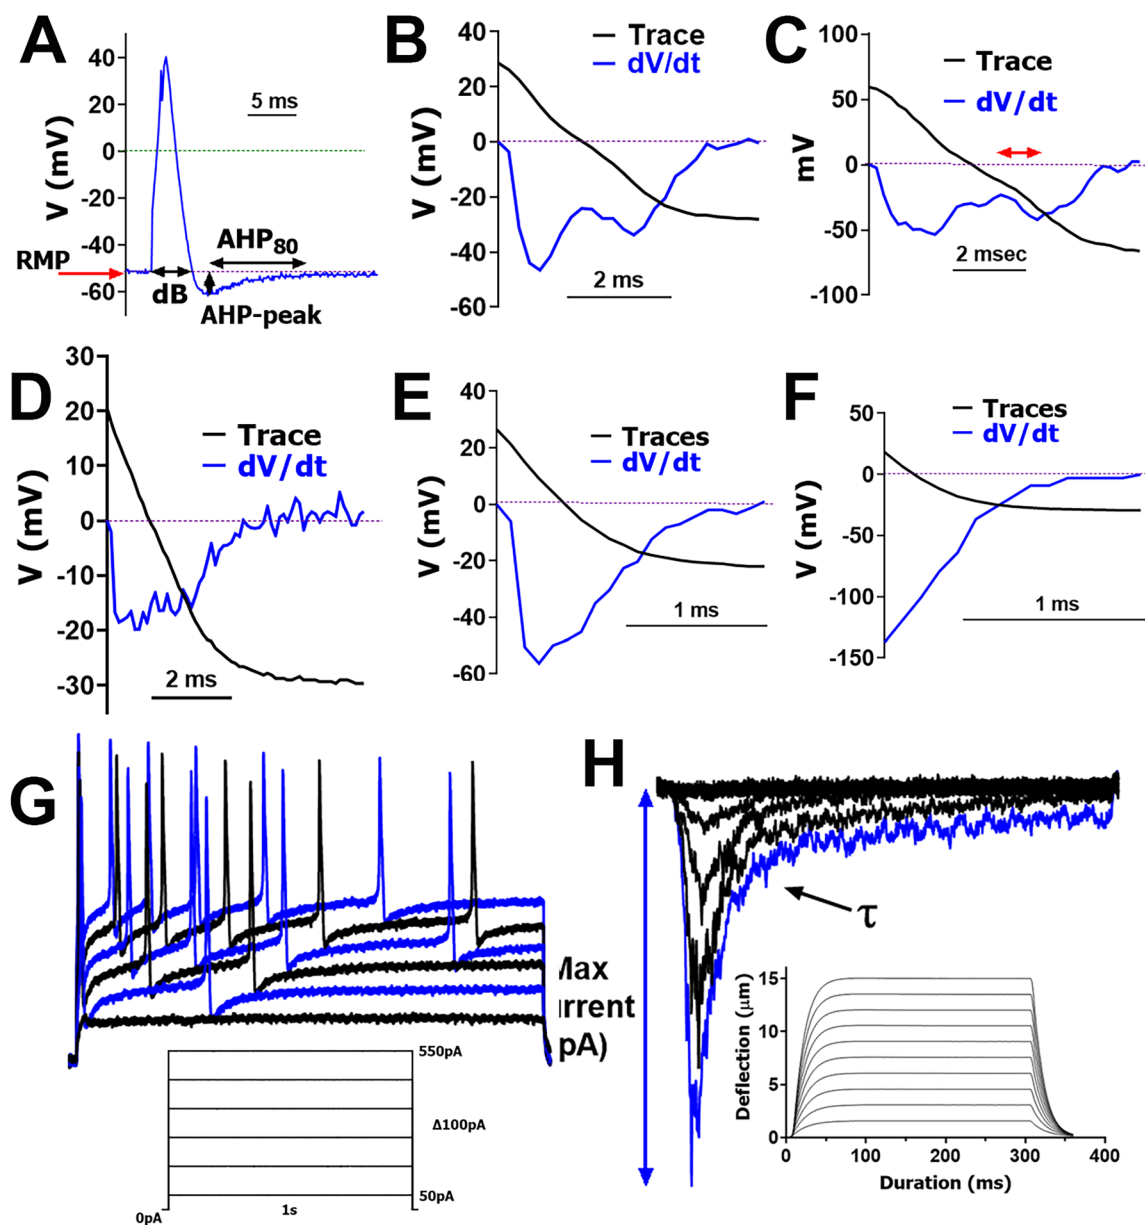 A
V (mV)
40
20
0
-20
-40
-60
5 ms
RMP
AHP80
dB
AHP-peak
B
V (mV)
40
20
0
-20
-40
-60
Trace
dV/dt
2 ms
C
mV
100
50
0
-50
-100
Trace
dV/dt
2 msec
D
V (mV)
30
20
10
0
-10
-20
-30
Trace
dV/dt
2 ms
E
V (mV)
40
20
0
-20
-40
-60
Traces
dV/dt
1 ms
F
V (mV)
50
0
-50
-100
-150
Traces
dV/dt
1 ms
G
550pA
Δ100pA
50pA
0pA
1s
H
Max
urrent
pA)
τ
Deflection (μm)
15
10
5
0
0 100 200 300 400
Duration (ms)